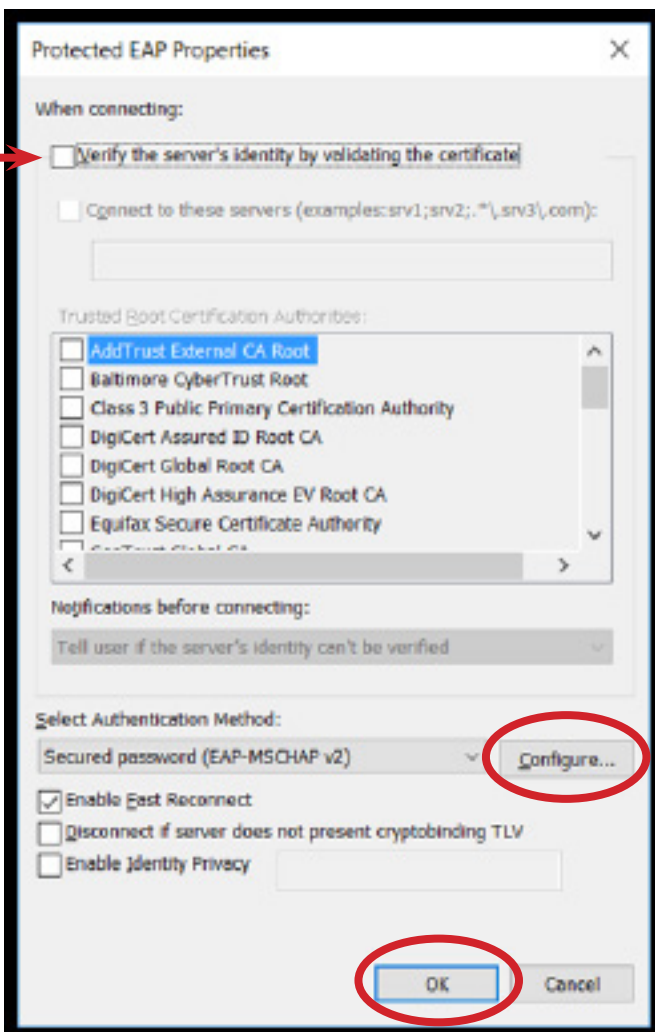 Protected EAP Properties
When connecting:
Verify the server's identity by validating the certificate
Connect to these servers (examples:srv1;srv2;.*\.srv3\.com):
Trusted Root Certification Authorities:
AddTrust External CA Root
Baltimore CyberTrust Root
Class 3 Public Primary Certification Authority
DigiCert Assured ID Root CA
DigiCert Global Root CA
DigiCert High Assurance EV Root CA
Equifax Secure Certificate Authority
GeoTrust Global CA
Notifications before connecting:
Tell user if the server's identity can't be verified
Select Authentication Method:
Secured password (EAP-MSCHAP v2)
Configure...
Enable Fast Reconnect
Disconnect if server does not present cryptobinding TLV
Enable Identity Privacy
OK
Cancel